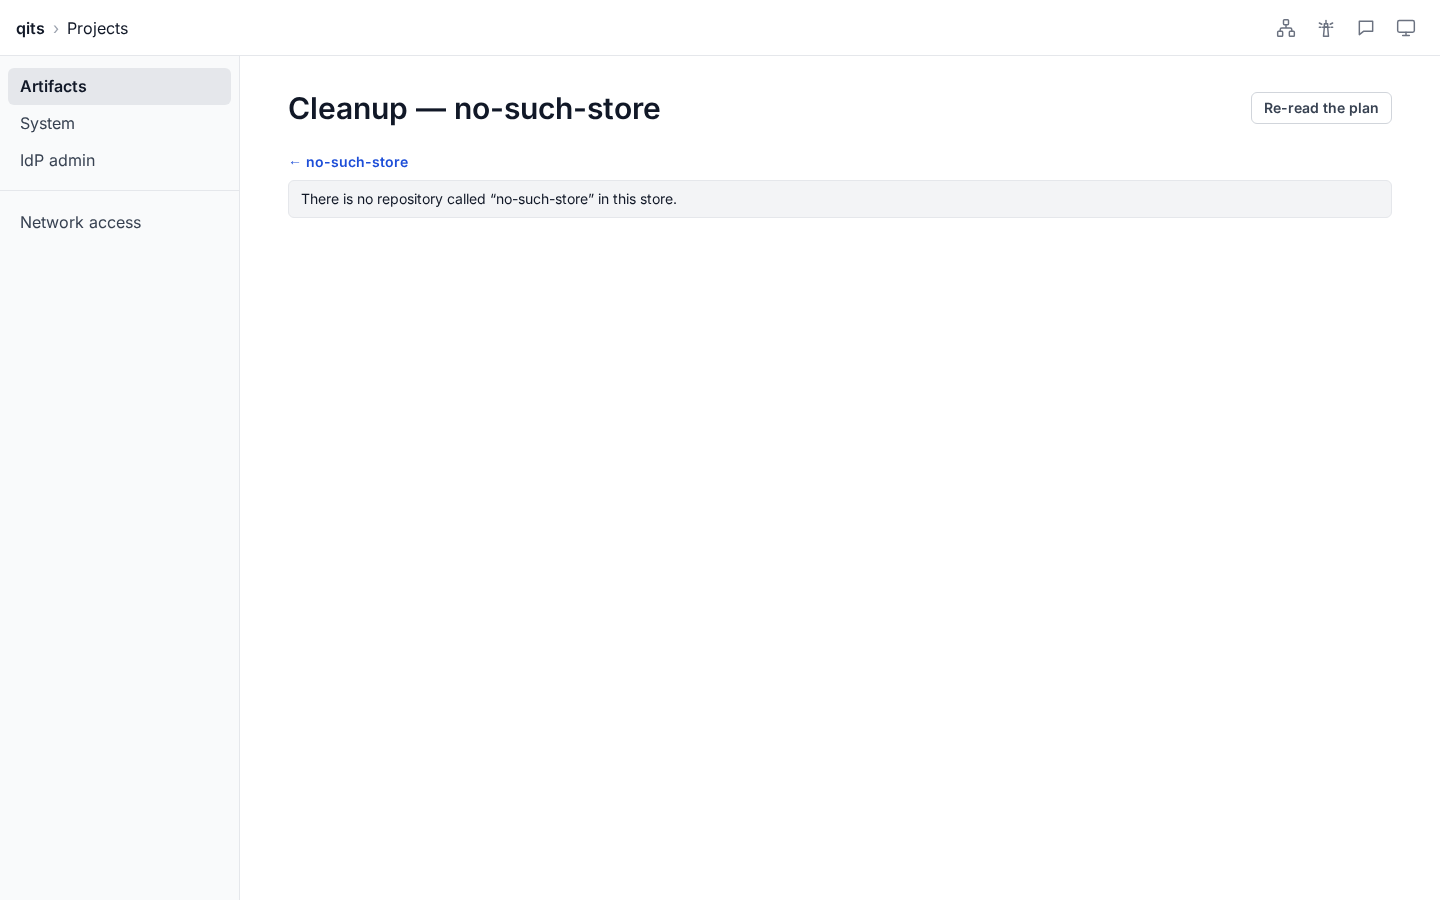 qits › Projects
Artifacts
System
IdP admin
Network access
Cleanup — no-such-store
Re-read the plan
← no-such-store
There is no repository called “no-such-store” in this store.